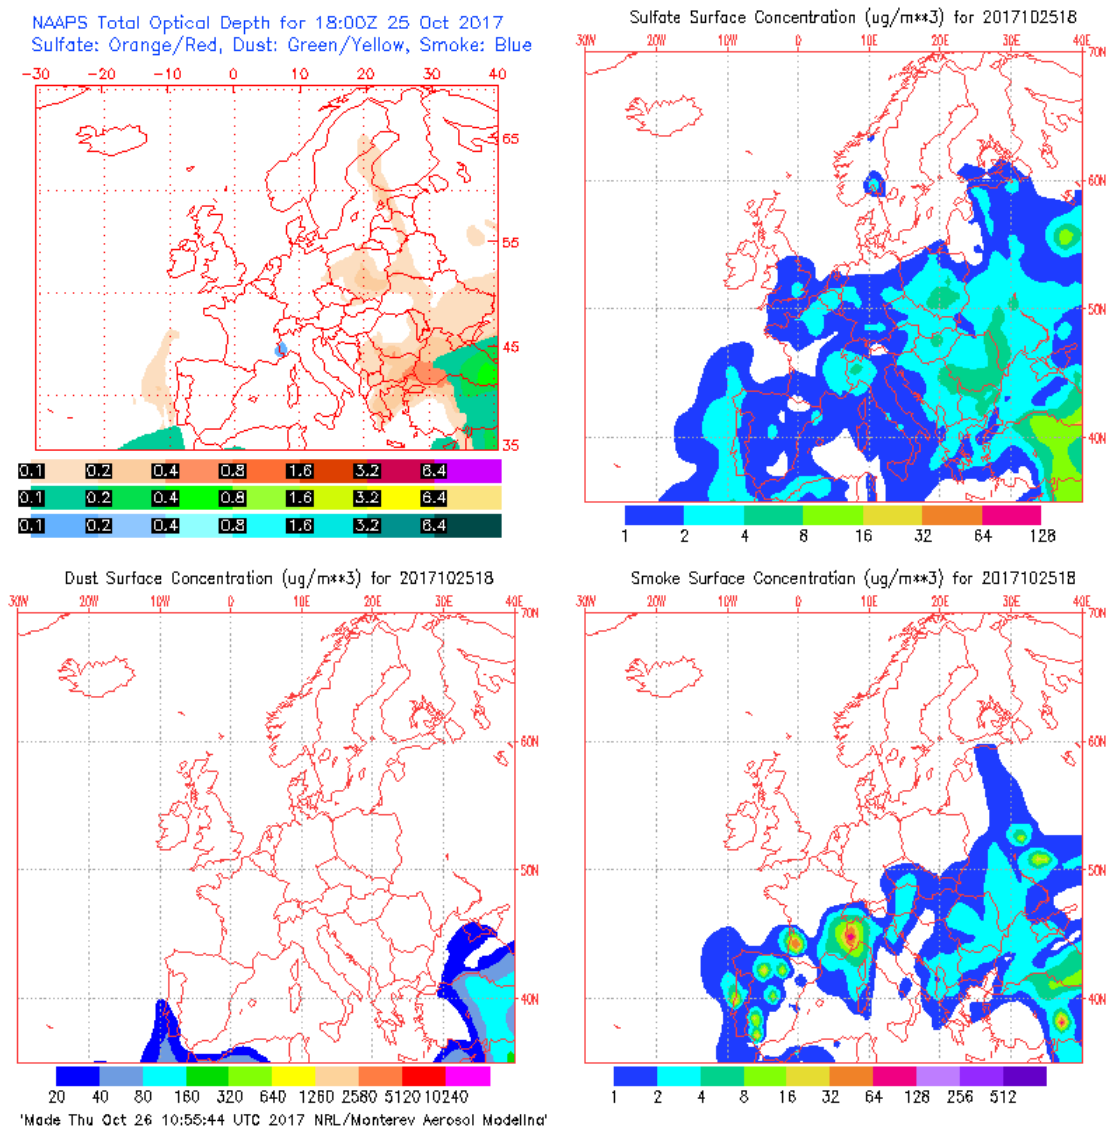 NAAPS Total Optical Depth for 18:00Z 25 Oct 2017
Sulfate: Orange/Red, Dust: Green/Yellow, Smoke: Blue
-30 -20 -10 0 10 20 30 40
65
55
45
35
0.1 0.2 0.4 0.8 1.6 3.2 6.4
0.1 0.2 0.4 0.8 1.6 3.2 6.4
0.1 0.2 0.4 0.8 1.6 3.2 6.4
Sulfate Surface Concentration (ug/m**3) for 2017102518
30W 20W 10W 0 10E 20E 30E 40E
70N
60N
50N
40N
1 2 4 8 16 32 64 128
Dust Surface Concentration (ug/m**3) for 2017102518
30W 20W 10W 0 10E 20E 30E 40E
70N
60N
50N
40N
20 40 80 160 320 640 1260 2580 5120 10240
Smoke Surface Concentration (ug/m**3) for 2017102518
30W 20W 10W 0 10E 20E 30E 40E
70N
60N
50N
40N
1 2 4 8 16 32 64 128 256 512
'Made Thu Oct 26 10:55:44 UTC 2017 NRL/Monterey Aerosol Modeling'